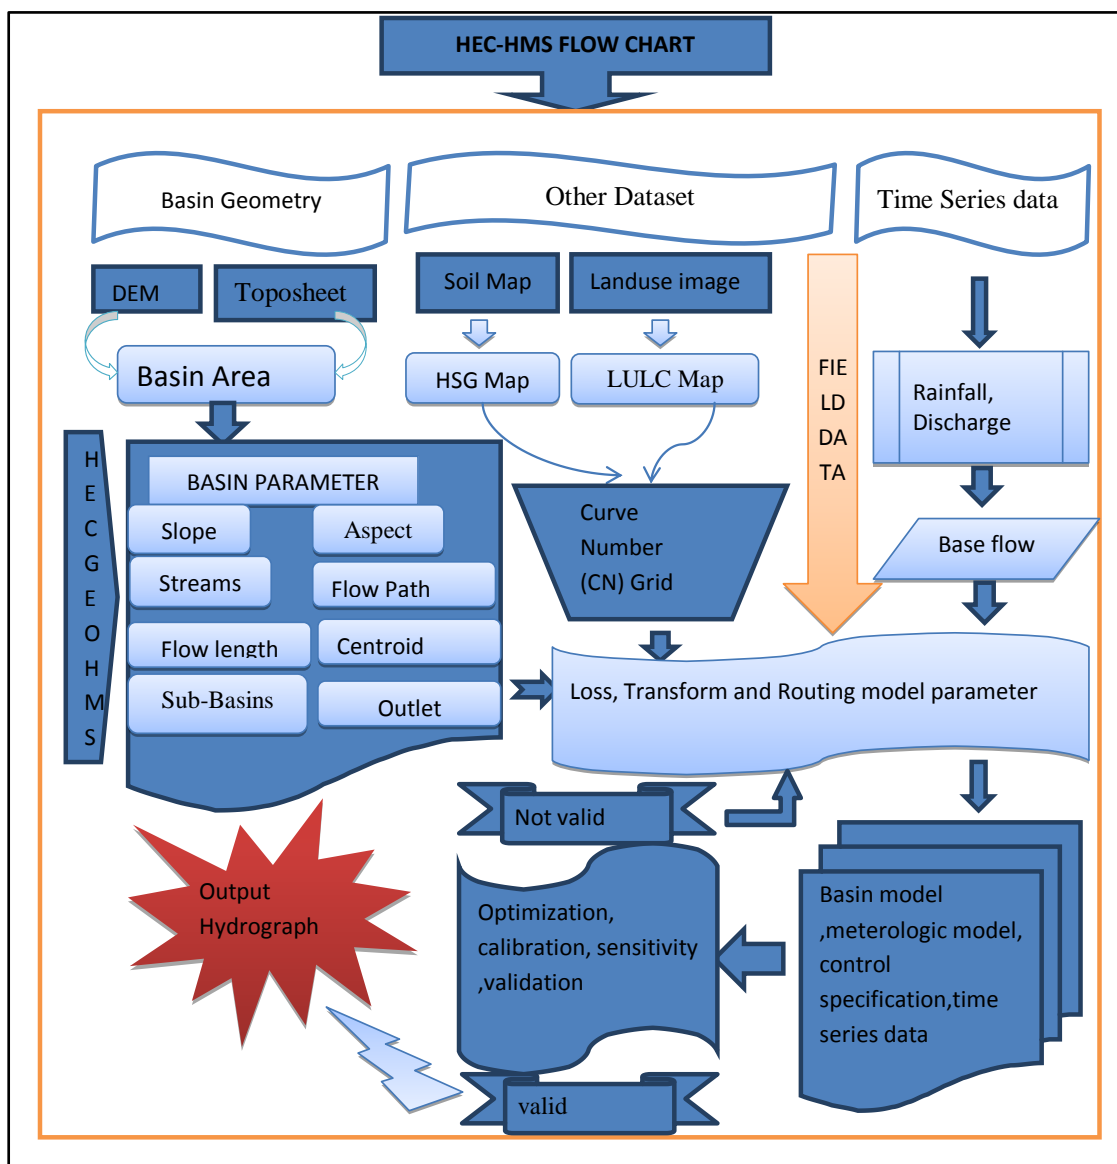 HEC-HMS FLOW CHART
Basin Geometry
Other Dataset
Time Series data
DEM
Toposheet
Soil Map
Landuse image
Basin Area
HSG Map
LULC Map
FIE
LD
DA
TA
Rainfall,
Discharge
H
E
C
G
E
O
H
M
S
BASIN PARAMETER
Slope
Aspect
Streams
Flow Path
Flow length
Centroid
Sub-Basins
Outlet
Curve
Number
(CN) Grid
Base flow
Loss, Transform and Routing model parameter
Not valid
Output
Hydrograph
Optimization,
calibration, sensitivity
,validation
Basin model
,meterologic model,
control
specification,time
series data
valid